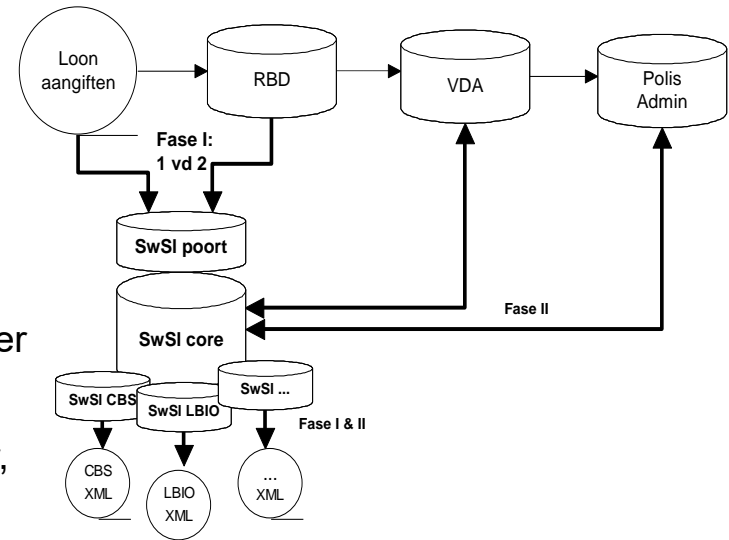 Loon
aangiften
RBD
VDA
Polis
Admin
Fase I:
1 vd 2
SwSI poort
SwSI core
Fase II
er
,
SwSI CBS
SwSI LBIO
SwSI ...
Fase I & II
CBS
XML
LBIO
XML
...
XML